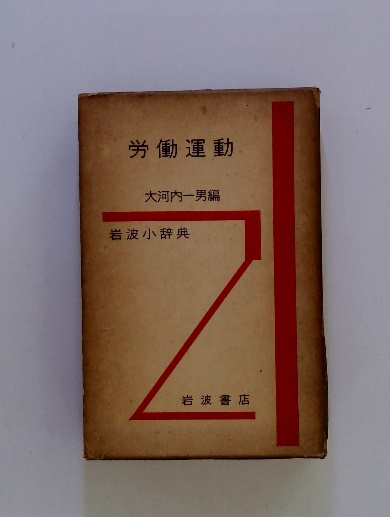 労働運動
大河内一男編
岩波小辞典
岩波書店